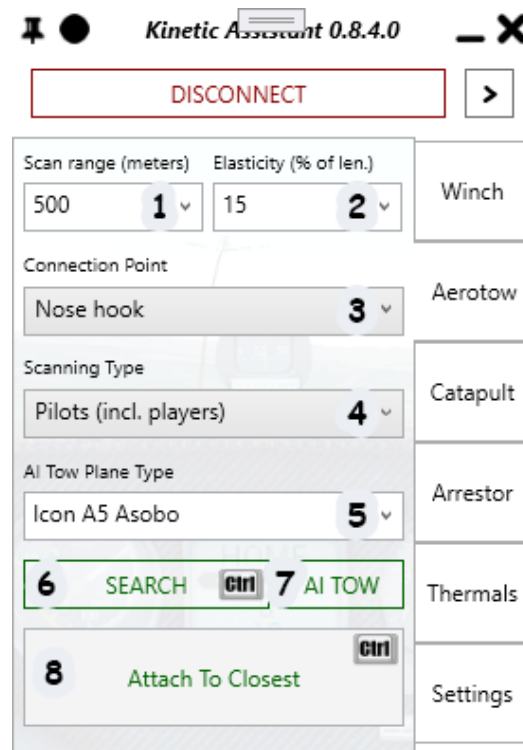 Kinetic Assistant 0.8.4.0
DISCONNECT >
Scan range (meters) Elasticity (% of len.)
500 1 15 2
Connection Point
Nose hook 3
Scanning Type
Pilots (incl. players) 4
AI Tow Plane Type
Icon A5 Asobo 5
6 SEARCH Ctrl 7 AI TOW
Ctrl
8 Attach To Closest
Winch
Aerotow
Catapult
Arrestor
Thermals
Settings